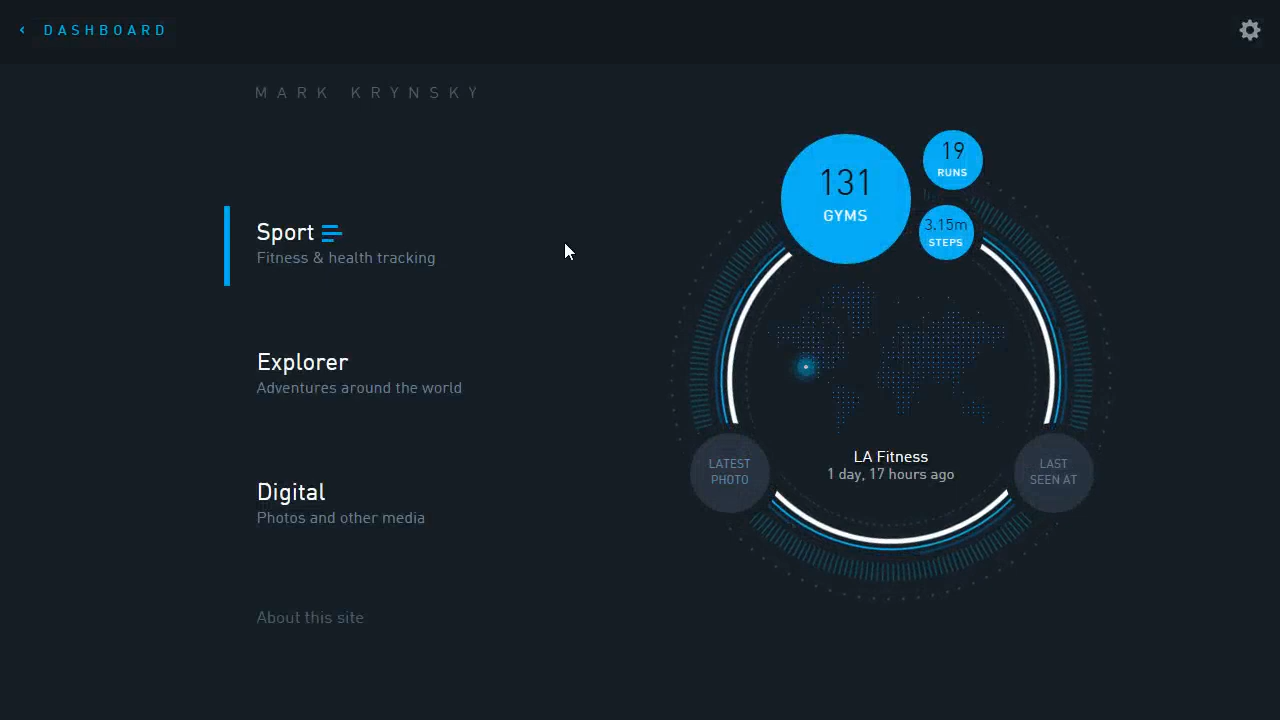 DASHBOARD
MARK KRYNSKY
Sport
Fitness & health tracking
Explorer
Adventures around the world
Digital
Photos and other media
About this site
131
GYMS
19
RUNS
3.15m
STEPS
LA Fitness
1 day, 17 hours ago
LATEST
PHOTO
LAST
SEEN AT